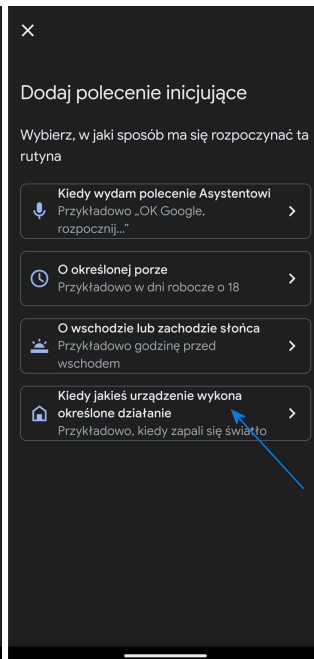 Dodaj polecenie inicjujące
Wybierz, w jaki sposób ma się rozpoczynać ta
rutyna
Kiedy wydam polecenie Asystentowi
Przykładowo „OK Google,
rozpocznij..."
O określonej porze
Przykładowo w dni robocze o 18
O wschodzie lub zachodzie słońca
Przykładowo godzinę przed
wschodem
Kiedy jakieś urządzenie wykona
określone działanie
Przykładowo, kiedy zapali się światło